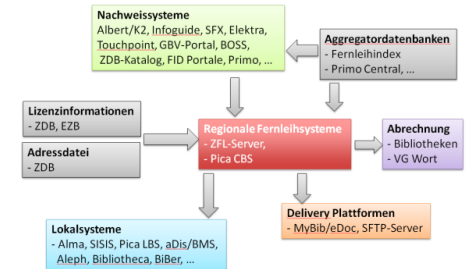 Nachweissysteme
Albert/K2, Infoguide, SFX, Elektra,
Touchpoint, GBV-Portal, BOSS,
ZDB-Katalog, FID Portale, Primo, ...
Aggregatordatenbanken
- Fernleihindex
- Primo Central, ...
Lizenzinformationen
- ZDB, EZB
Adressdatei
- ZDB
Regionale Fernleihsysteme
- ZFL-Server,
- Pica CBS
Abrechnung
- Bibliotheken
- VG Wort
Lokalsysteme
- Alma, SISIS, Pica LBS, aDis/BMS,
Aleph, Bibliotheca, BiBer, ...
Delivery Plattformen
- MyBib/eDoc, SFTP-Server